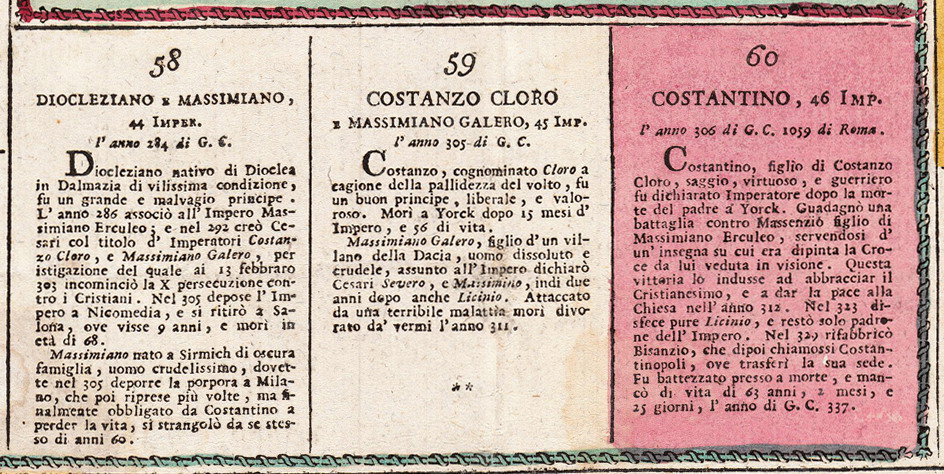 58
DIOCLEZIANO E MASSIMIANO,
44 IMPER.
l' anno 284 di G. C.
Diocleziano nativo di Dioclea
in Dalmazia di vilissima condizione,
fu un grande e malvagio principe.
L' anno 286 associò all' Impero Mas-
simiano Erculeo; e nel 292 creò Ce-
sari col titolo d' Imperatori Costan-
zo Cloro, e Massimiano Galero, per
istigazione del quale ai 13 febbraro
303 incominciò la X persecuzione con-
tro i Cristiani. Nel 305 depose l' Im-
pero a Nicomedia, e si ritirò a Sa-
lona, ove visse 9 anni, e morì in
età di 68.
Massimiano nato a Sirmich di oscura
famiglia, uomo crudelissimo, dovet-
te nel 305 deporre la porpora a Mila-
no, che poi riprese più volte, ma fi-
nalmente obbligato da Costantino a
perder la vita, si strangolò da se stes-
so di anni 60.
59
COSTANZO CLORO
E MASSIMIANO GALERO, 45 IMP.
l' anno 305 di G. C.
Costanzo, cognominato Cloro a
cagione della pallidezza del volto, fu
un buon principe, liberale, e valo-
roso. Morì a Yorck dopo 15 mesi d'
Impero, e 56 di vita.
Massimiano Galero, figlio d' un vil-
lano della Dacia, uomo dissoluto e
crudele, assunto all' Impero dichiarò
Cesari Severo, e Massimino, indi due
anni dopo anche Licinio. Attaccato
da una terribile malattia morì divo-
rato da' vermi l' anno 311.
**
60
COSTANTINO, 46 IMP.
l' anno 306 di G. C. 1059 di Roma.
Costantino, figlio di Costanzo
Cloro, saggio, virtuoso, e guerriero
fu dichiarato Imperatore dopo la mor-
te del padre a Yorck. Guadagnò una
battaglia contro Massenzio figlio di
Massimiano Erculeo, servendosi d'
un' insegna su cui era dipinta la Cro-
ce da lui veduta in visione. Questa
vittoria lo indusse ad abbracciar il
Cristianesimo, e a dar la pace alla
Chiesa nell' anno 312. Nel 323 di-
sfece pure Licinio, e restò solo padro-
ne dell' Impero. Nel 329 rifabbricò
Bisanzio, che dipoi chiamossi Costan-
tinopoli, ove trasferì la sua sede.
Fu battezzato presso a morte, e man-
cò di vita di 63 anni, 2 mesi, e
25 giorni, l' anno di G. C. 337.